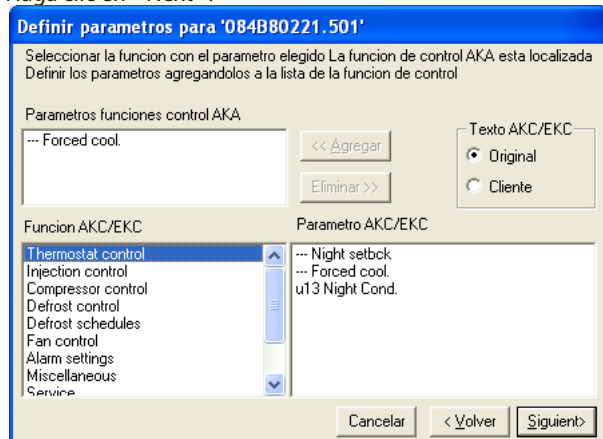 Haga clic en "Next".
Definir parametros para '084B80221.501'
Seleccionar la funcion con el parametro elegido La funcion de control AKA esta localizada
Definir los parametros agregandolos a la lista de la funcion de control
Parametros funciones control AKA
--- Forced cool.
<< Agregar
Eliminar >>
Texto AKC/EKC
Original
Cliente
Funcion AKC/EKC
Thermostat control
Injection control
Compressor control
Defrost control
Defrost schedules
Fan control
Alarm settings
Miscellaneous
Service
Parametro AKC/EKC
--- Night setbck
--- Forced cool.
u13 Night Cond.
Cancelar
< Volver
Siguient>